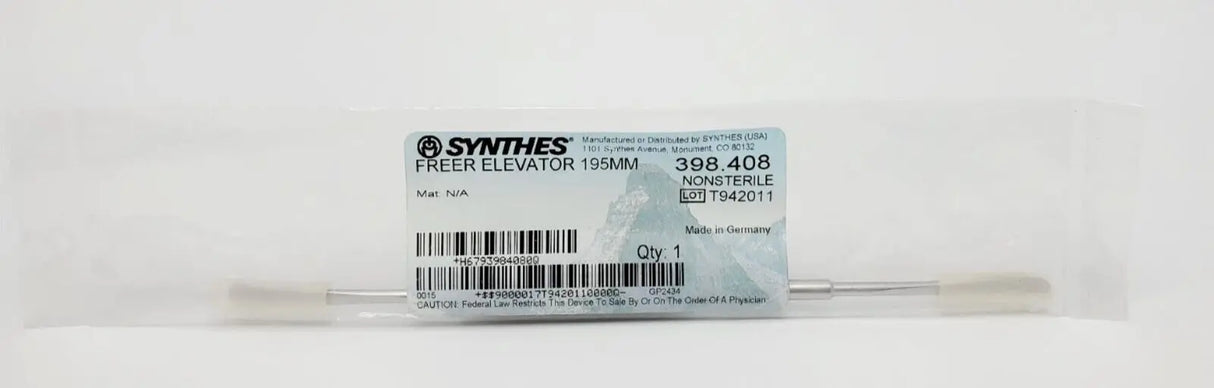 SYNTHES®
Manufactured or Distributed by SYNTHES (USA)
1101 Synthes Avenue, Monument, CO 80132
FREER ELEVATOR 195MM
398.408
NONSTERILE
LOT T942011
Mat: N/A
Made in Germany
+H6793984080Q
Qty: 1
0015
+$$9000017T9420110000Q-
GP2434
CAUTION: Federal Law Restricts This Device To Sale By Or On The Order Of A Physician